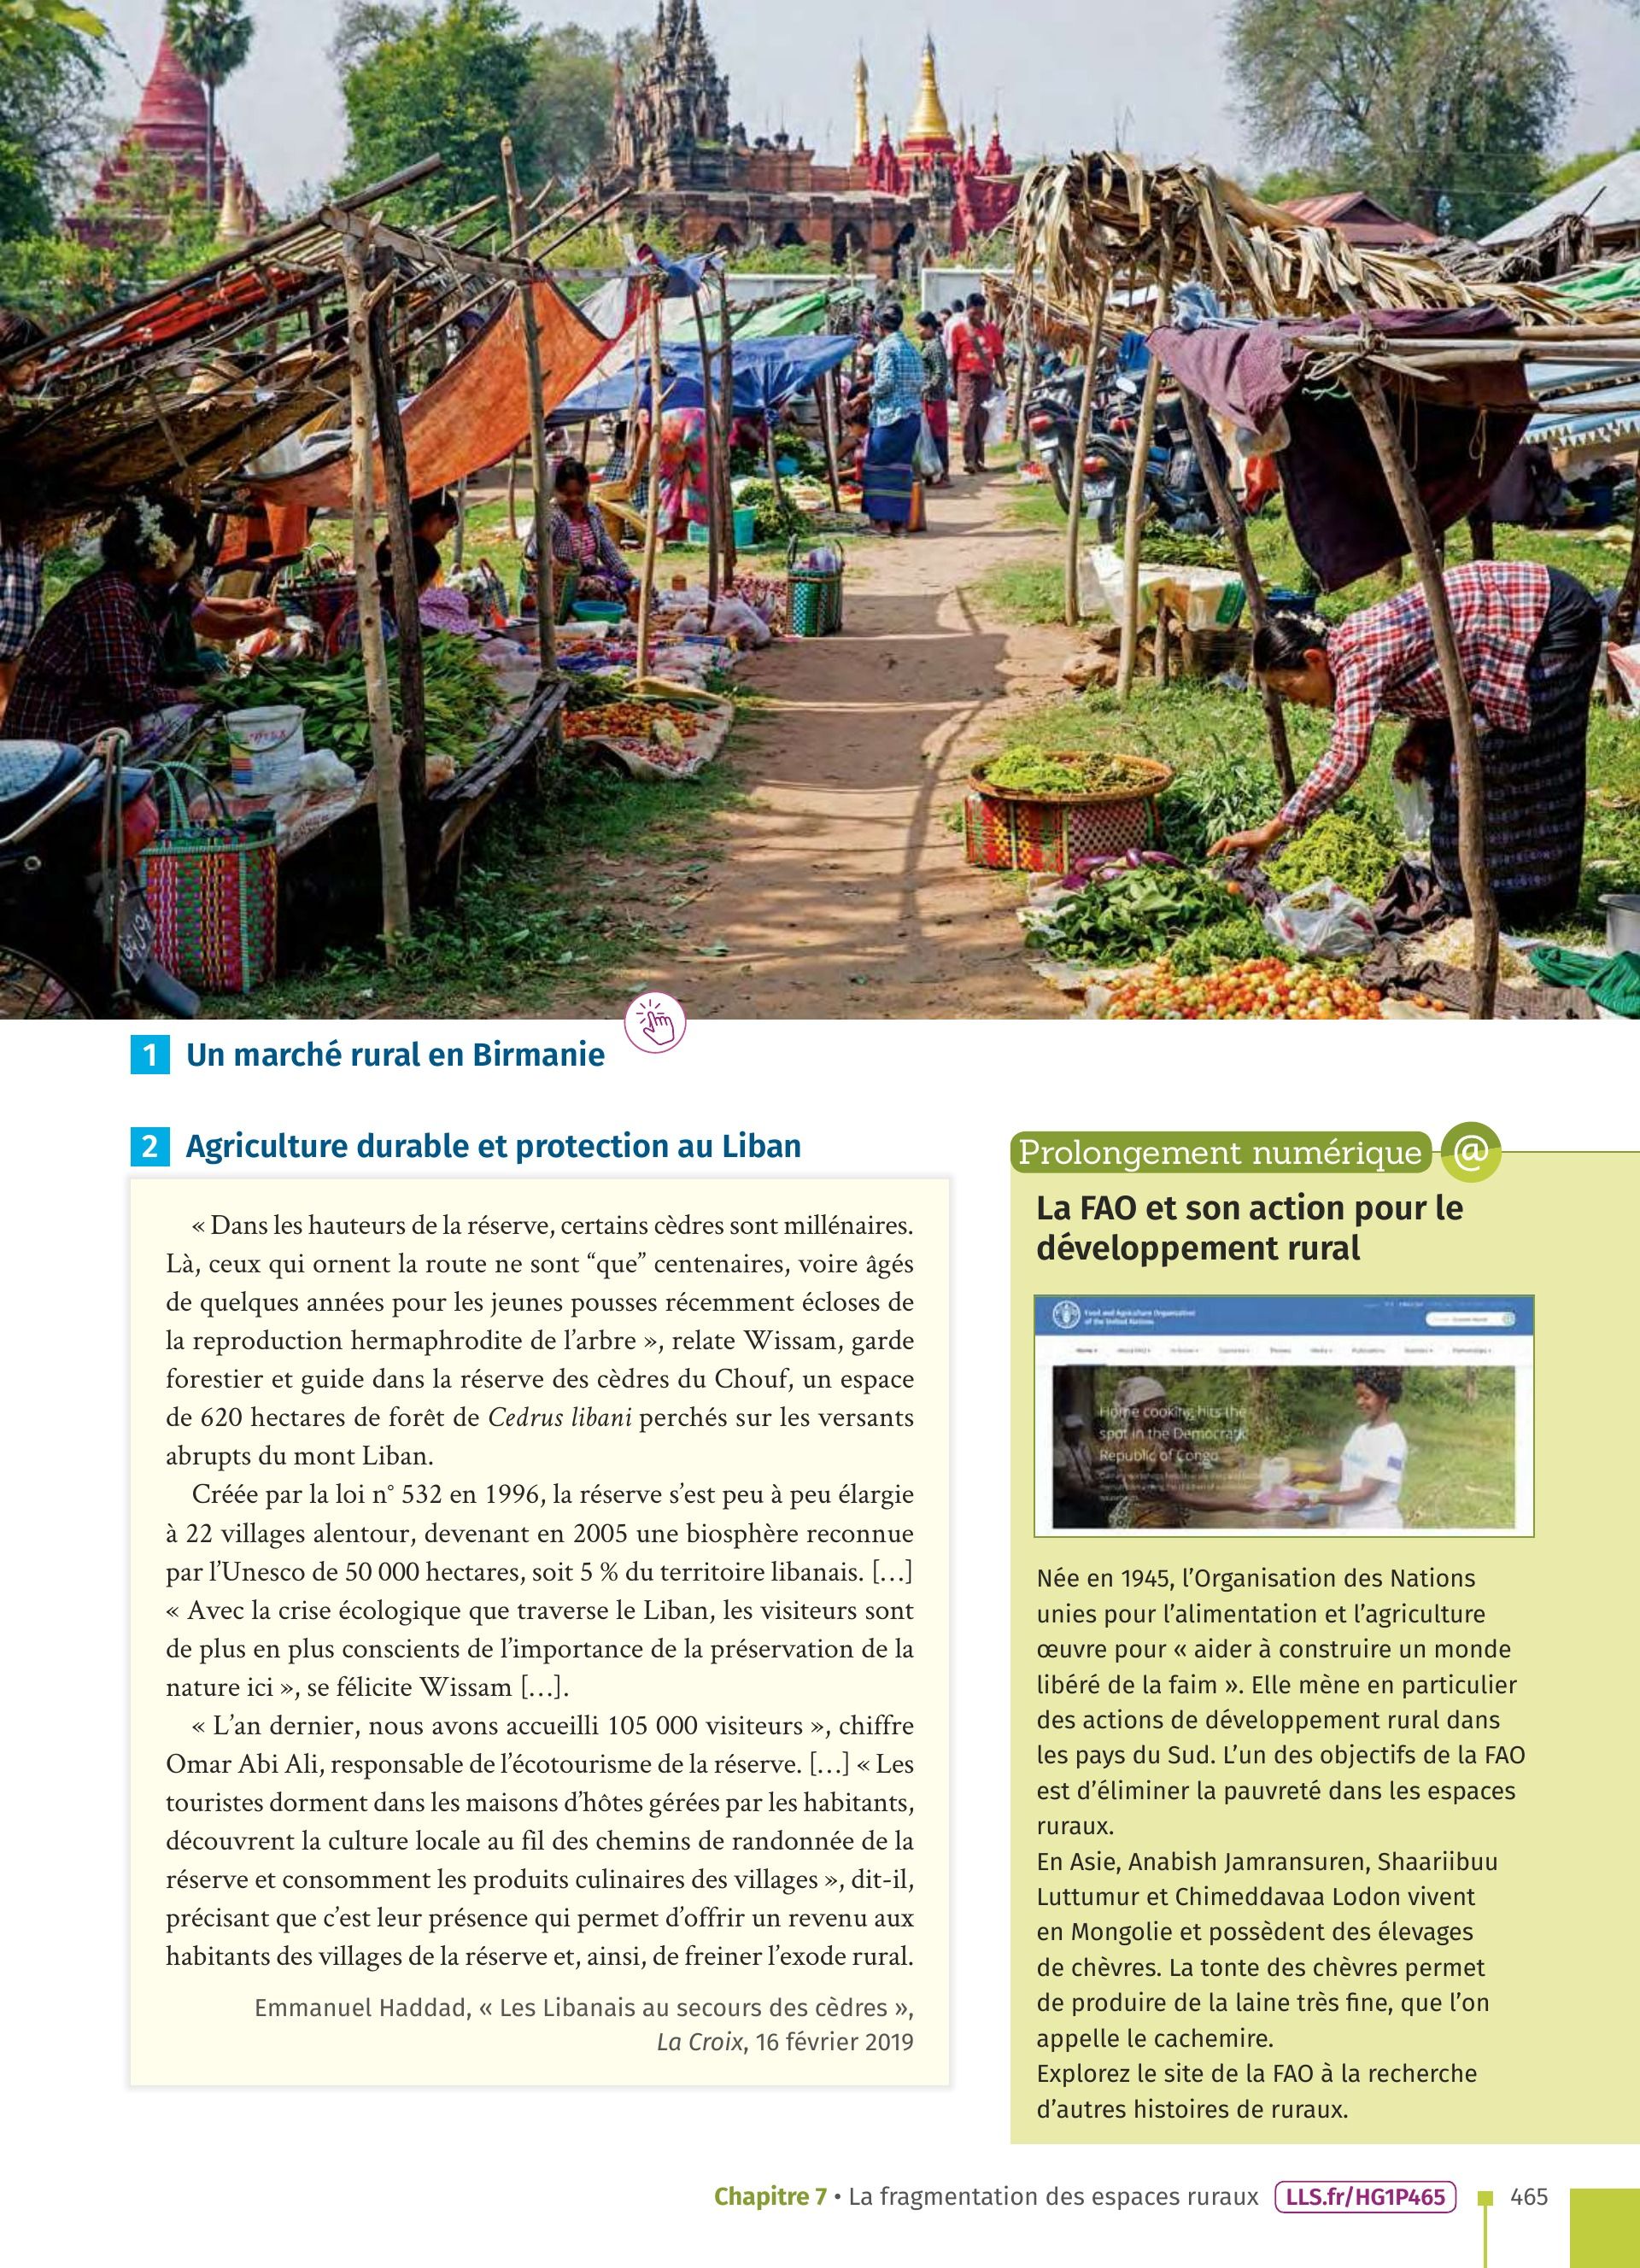 1 Un marché rural en Birmanie
2 Agriculture durable et protection au Liban
« Dans les hauteurs de la réserve, certains cèdres sont millénaires.
Là, ceux qui ornent la route ne sont “que” centenaires, voire âgés
de quelques années pour les jeunes pousses récemment écloses de
la reproduction hermaphrodite de l’arbre », relate Wissam, garde
forestier et guide dans la réserve des cèdres du Chouf, un espace
de 620 hectares de forêt de Cedrus libani perchés sur les versants
abrupts du mont Liban.
Créée par la loi n° 532 en 1996, la réserve s’est peu à peu élargie
à 22 villages alentour, devenant en 2005 une biosphère reconnue
par l’Unesco de 50 000 hectares, soit 5 % du territoire libanais. […]
« Avec la crise écologique que traverse le Liban, les visiteurs sont
de plus en plus conscients de l’importance de la préservation de la
nature ici », se félicite Wissam […].
« L’an dernier, nous avons accueilli 105 000 visiteurs », chiffre
Omar Abi Ali, responsable de l’écotourisme de la réserve. […] « Les
touristes dorment dans les maisons d’hôtes gérées par les habitants,
découvrent la culture locale au fil des chemins de randonnée de la
réserve et consomment les produits culinaires des villages », dit-il,
précisant que c’est leur présence qui permet d’offrir un revenu aux
habitants des villages de la réserve et, ainsi, de freiner l’exode rural.
Emmanuel Haddad, « Les Libanais au secours des cèdres »,
La Croix, 16 février 2019
Prolongement numérique @
La FAO et son action pour le
développement rural
Food and Agriculture Organization
of the United Nations
Home cooking hits the
spot in the Democratic
Republic of Congo
Née en 1945, l’Organisation des Nations
unies pour l’alimentation et l’agriculture
œuvre pour « aider à construire un monde
libéré de la faim ». Elle mène en particulier
des actions de développement rural dans
les pays du Sud. L’un des objectifs de la FAO
est d’éliminer la pauvreté dans les espaces
ruraux.
En Asie, Anabish Jamransuren, Shaariibuu
Luttumur et Chimeddavaa Lodon vivent
en Mongolie et possèdent des élevages
de chèvres. La tonte des chèvres permet
de produire de la laine très fine, que l’on
appelle le cachemire.
Explorez le site de la FAO à la recherche
d’autres histoires de ruraux.
Chapitre 7 • La fragmentation des espaces ruraux LLS.fr/HG1P465 465